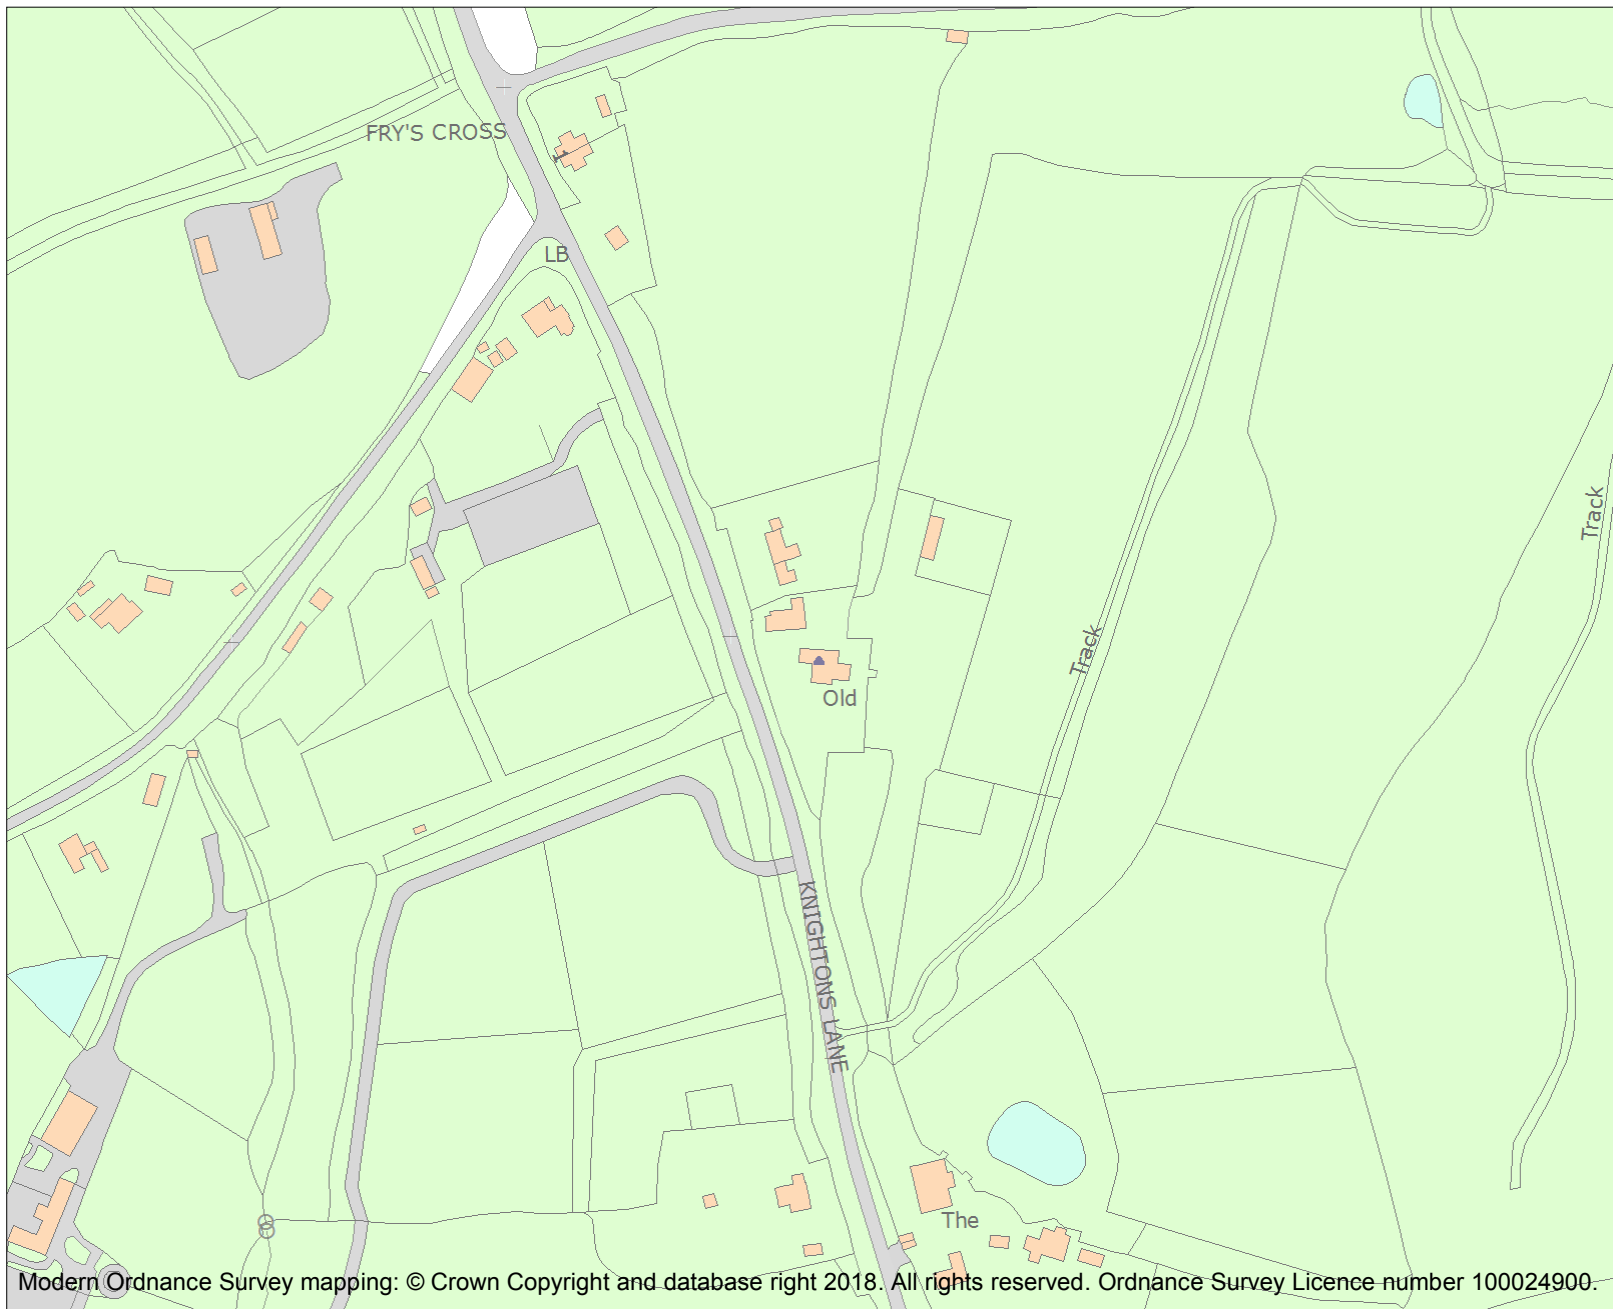 FRY'S CROSS
1
LB
Track
Track
Old
KNIGHTONS LANE
The
Modern Ordnance Survey mapping: © Crown Copyright and database right 2018. All rights reserved. Ordnance Survey Licence number 100024900.